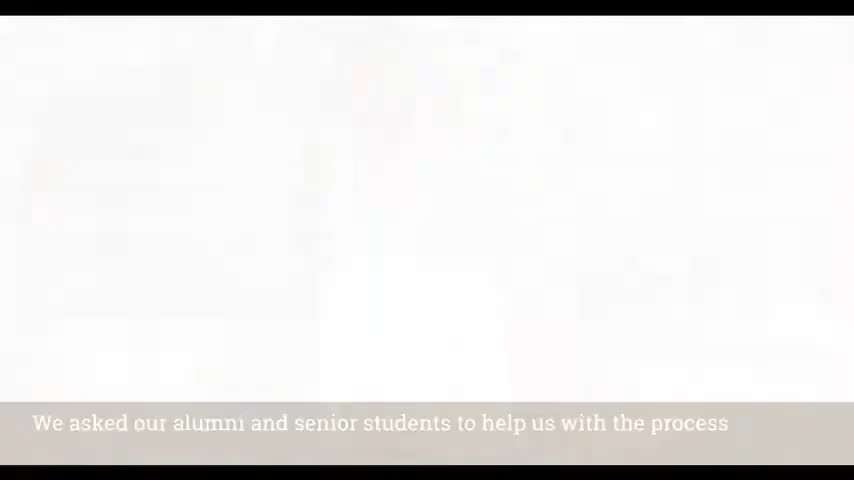 We asked our alumni and senior students to help us with the process